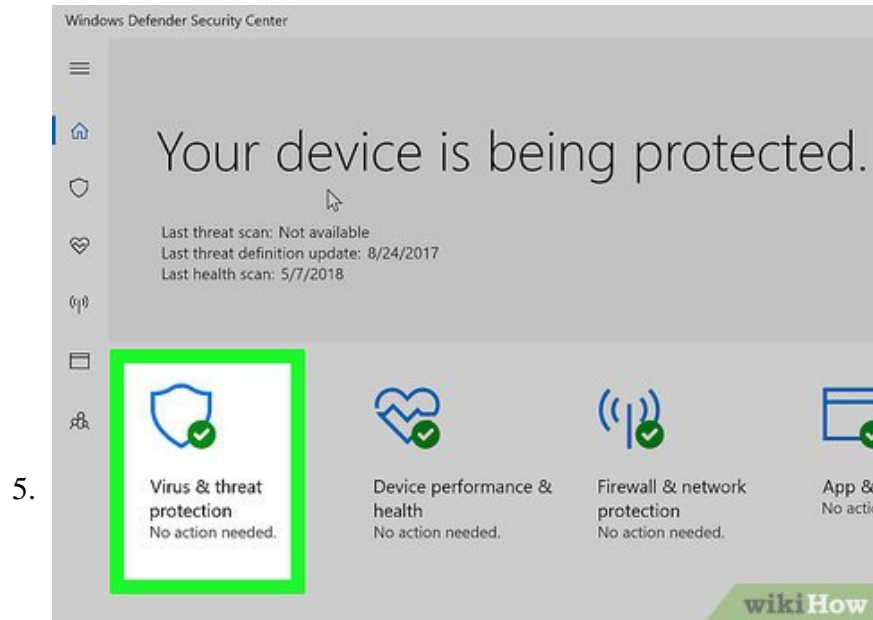 Windows Defender Security Center
Your device is being protected.
Last threat scan: Not available
Last threat definition update: 8/24/2017
Last health scan: 5/7/2018
5.
Virus & threat
protection
No action needed.
Device performance &
health
No action needed.
Firewall & network
protection
No action needed.
App &
No acti
wikiHow